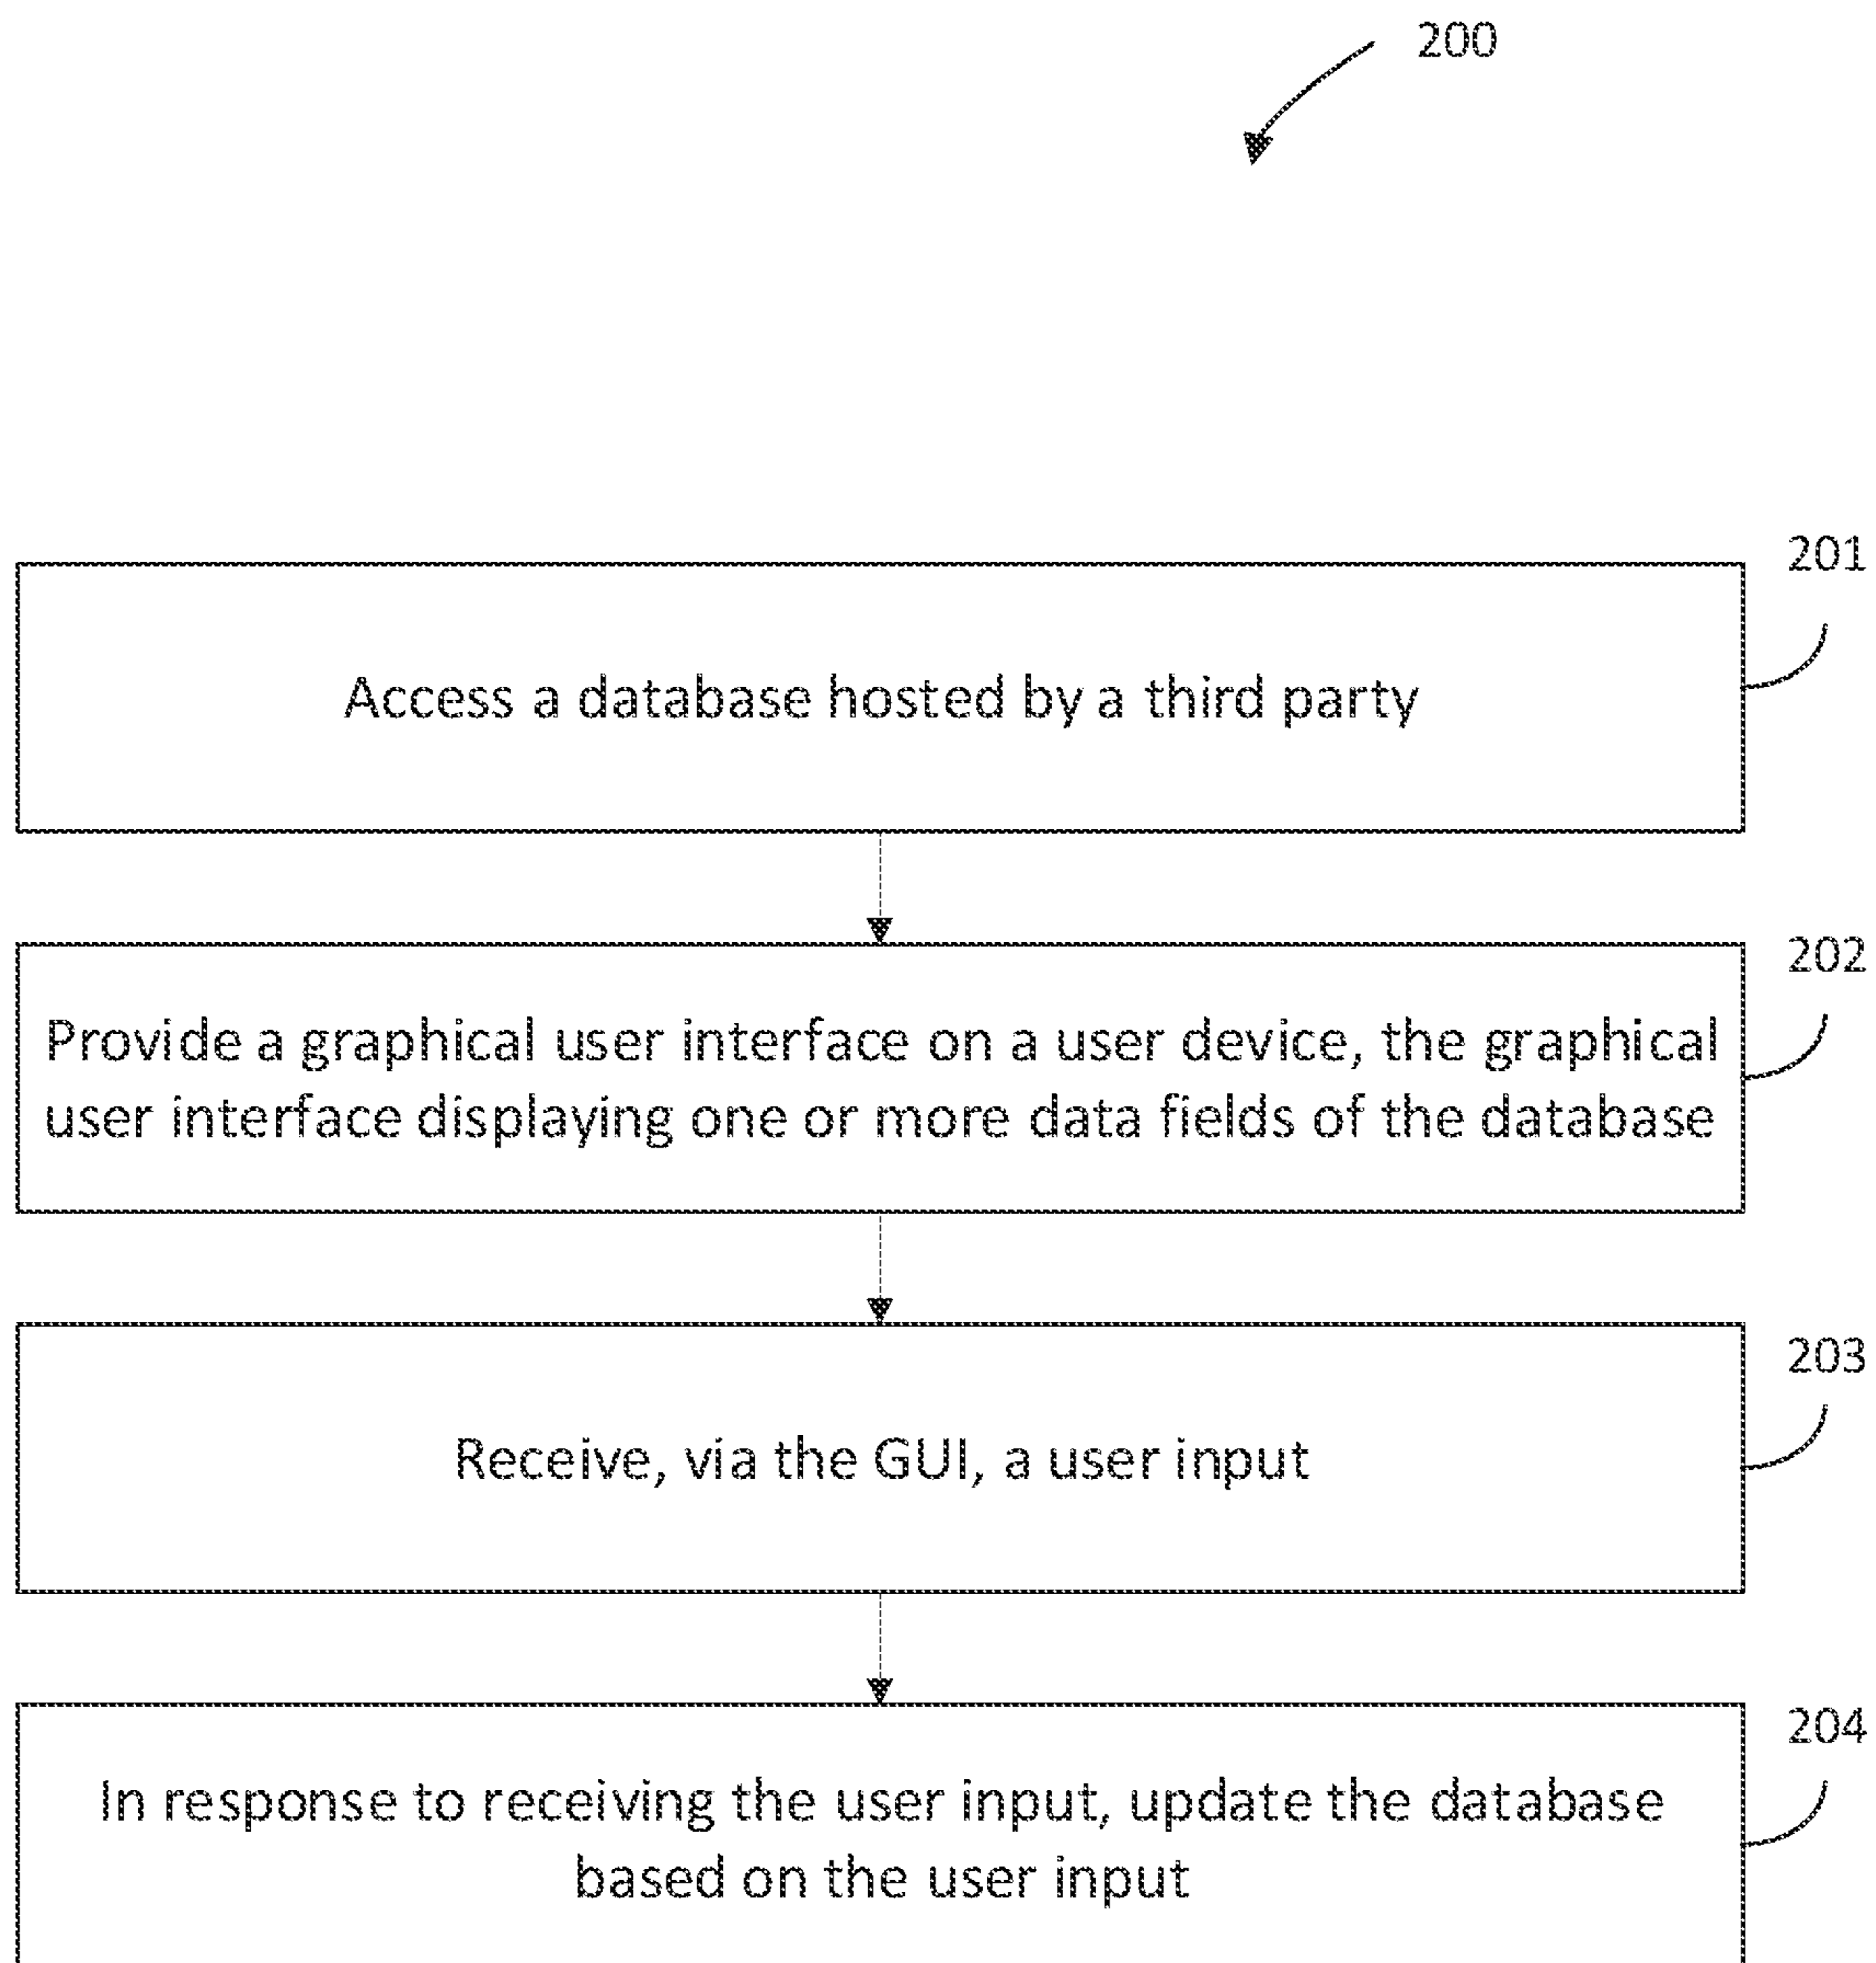 200
201
Access a database hosted by a third party
202
Provide a graphical user interface on a user device, the graphical
user interface displaying one or more data fields of the database
203
Receive, via the GUI, a user input
204
In response to receiving the user input, update the database
based on the user input